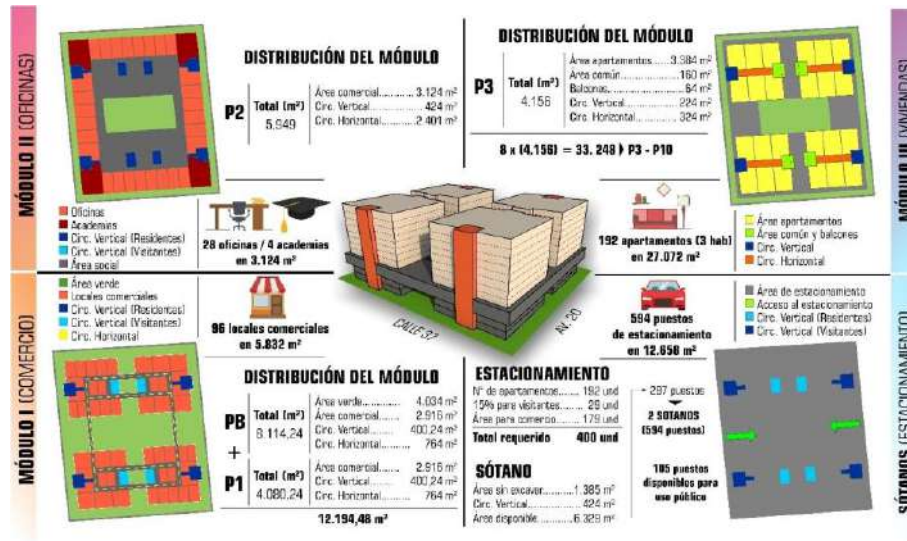 MÓDULO II (OFICINAS)
DISTRIBUCIÓN DEL MÓDULO
P2
Total (m²)
5.949
Área comercial........... 3.124 m²
Circ. Vertical................ 424 m²
Circ. Horizontal...........2 401 m²
Oficinas
Academias
Circ. Vertical (Residentes)
Circ. Vertical (Visitantes)
Área social
28 oficinas / 4 academias
en 3.124 m²
DISTRIBUCIÓN DEL MÓDULO
P3
Total (m²)
4.156
Área apartamentos.....3.384 m²
Área común................. 160 m²
Balcones...................... 64 m²
Circ. Vertical................ 224 m²
Circ. Horizontal............ 324 m²
8 x (4.156) = 33. 248 P3 - P10
MÓDULO III (VIVIENDAS)
192 apartamentos (3 hab)
en 27.072 m²
Área apartamentos
Área común y balcones
Circ. Vertical
Circ. Horizontal
CALLE 37
AV. 20
MÓDULO I (COMERCIO)
Área verde
Locales comerciales
Circ. Vertical (Residentes)
Circ. Vertical (Visitantes)
Circ. Horizontal
96 locales comerciales
en 5.832 m²
DISTRIBUCIÓN DEL MÓDULO
PB
Total (m²)
8.114,24
Área verde............ 4.034 m²
Área comercial........ 2.916 m²
Circ. Vertical.......... 400,24 m²
Circ. Horizontal........ 764 m²
+
P1
Total (m²)
4.080,24
Área comercial....... 2.916 m²
Circ. Vertical.......... 400,24 m²
Circ. Horizontal........ 764 m²
12.194,48 m²
594 puestos
de estacionamiento
en 12.658 m²
Área de estacionamiento
Acceso al estacionamiento
Circ. Vertical (Residentes)
Circ. Vertical (Visitantes)
ESTACIONAMIENTO
N° de apartamentos....... 192 und
15% para visitantes........ 29 und
Área para comercio........ 179 und
Total requerido 400 und
297 puestos
2 SOTANOS
(594 puestos)
185 puestos
disponibles para
uso público
SÓTANO
Área sin excavar...........1.385 m²
Circ. Vertical................ 424 m²
Área disponible............6.329 m²
SÓTANOS (ESTACIONAMIENTO)